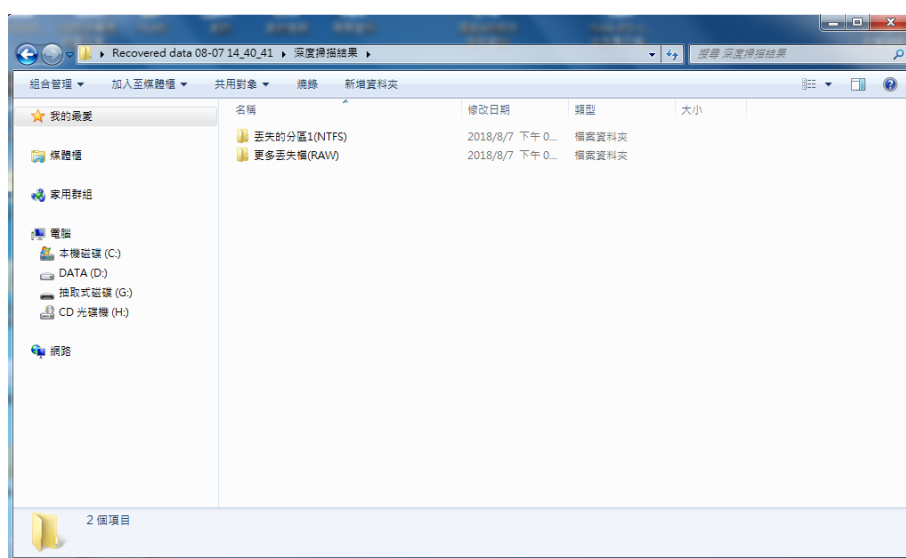 Recovered data 08-07 14_40_41 ▸ 深度掃描結果 ▸
搜尋 深度掃描結果
組合管理 ▼ 加入至媒體櫃 ▼ 共用對象 ▼ 燒錄 新增資料夾
名稱 修改日期 類型 大小
我的最愛
丟失的分區1(NTFS) 2018/8/7 下午 0... 檔案資料夾
更多丟失檔(RAW) 2018/8/7 下午 0... 檔案資料夾
媒體櫃
家用群組
電腦
本機磁碟 (C:)
DATA (D:)
抽取式磁碟 (G:)
CD 光碟機 (H:)
網路
2 個項目